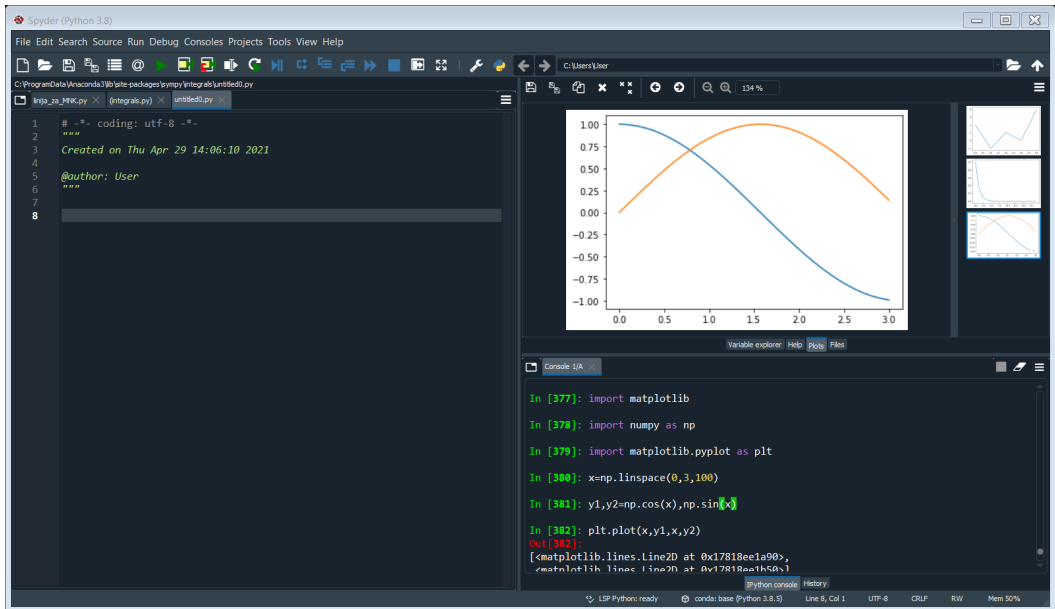 Spyder (Python 3.8)
File Edit Search Source Run Debug Consoles Projects Tools View Help
C:\Users\User
C:\ProgramData\Anaconda3\lib\site-packages\sympy\integrals\untitled0.py
linija_za_MNK.py
(integrals.py)
untitled0.py
1 # -*- coding: utf-8 -*-
2 """
3 Created on Thu Apr 29 14:06:10 2021
4
5 @author: User
6 """
7
8
134 %
1.00
0.75
0.50
0.25
0.00
−0.25
−0.50
−0.75
−1.00
0.0 0.5 1.0 1.5 2.0 2.5 3.0
Variable explorer Help Plots Files
Console 1/A
In [377]: import matplotlib
In [378]: import numpy as np
In [379]: import matplotlib.pyplot as plt
In [380]: x=np.linspace(0,3,100)
In [381]: y1,y2=np.cos(x),np.sin(x)
In [382]: plt.plot(x,y1,x,y2)
Out[382]:
[<matplotlib.lines.Line2D at 0x17818ee1a90>,
<matplotlib.lines.Line2D at 0x17818ee1b50>]
IPython console History
LSP Python: ready conda: base (Python 3.8.5) Line 8, Col 1 UTF-8 CRLF RW Mem 50%